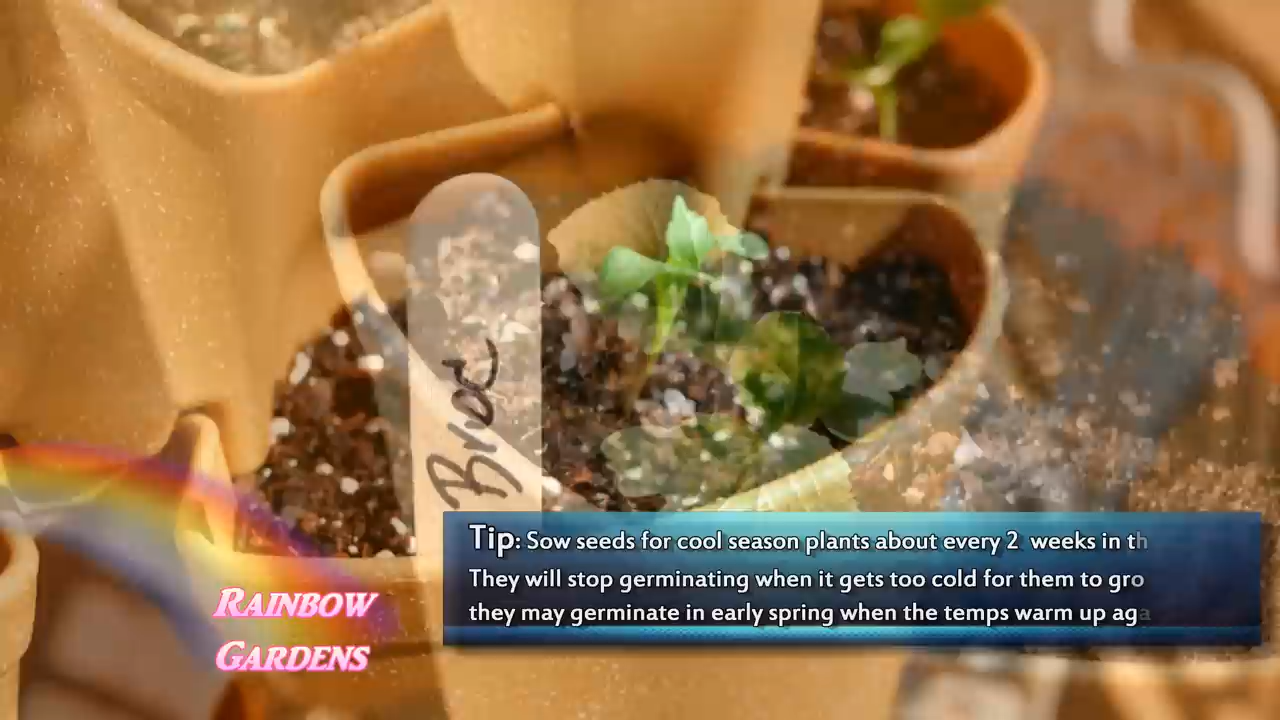 Broc
Tip: Sow seeds for cool season plants about every 2 weeks in th
They will stop germinating when it gets too cold for them to gro
they may germinate in early spring when the temps warm up aga
RAINBOW
GARDENS